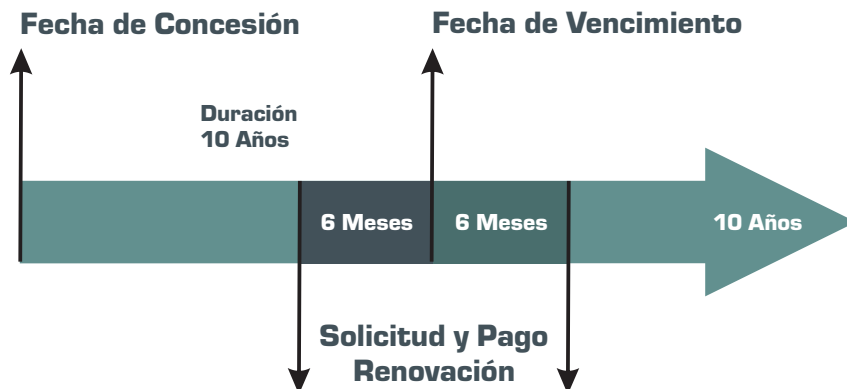 Fecha de Concesión
Fecha de Vencimiento
Duración
10 Años
6 Meses
6 Meses
10 Años
Solicitud y Pago
Renovación